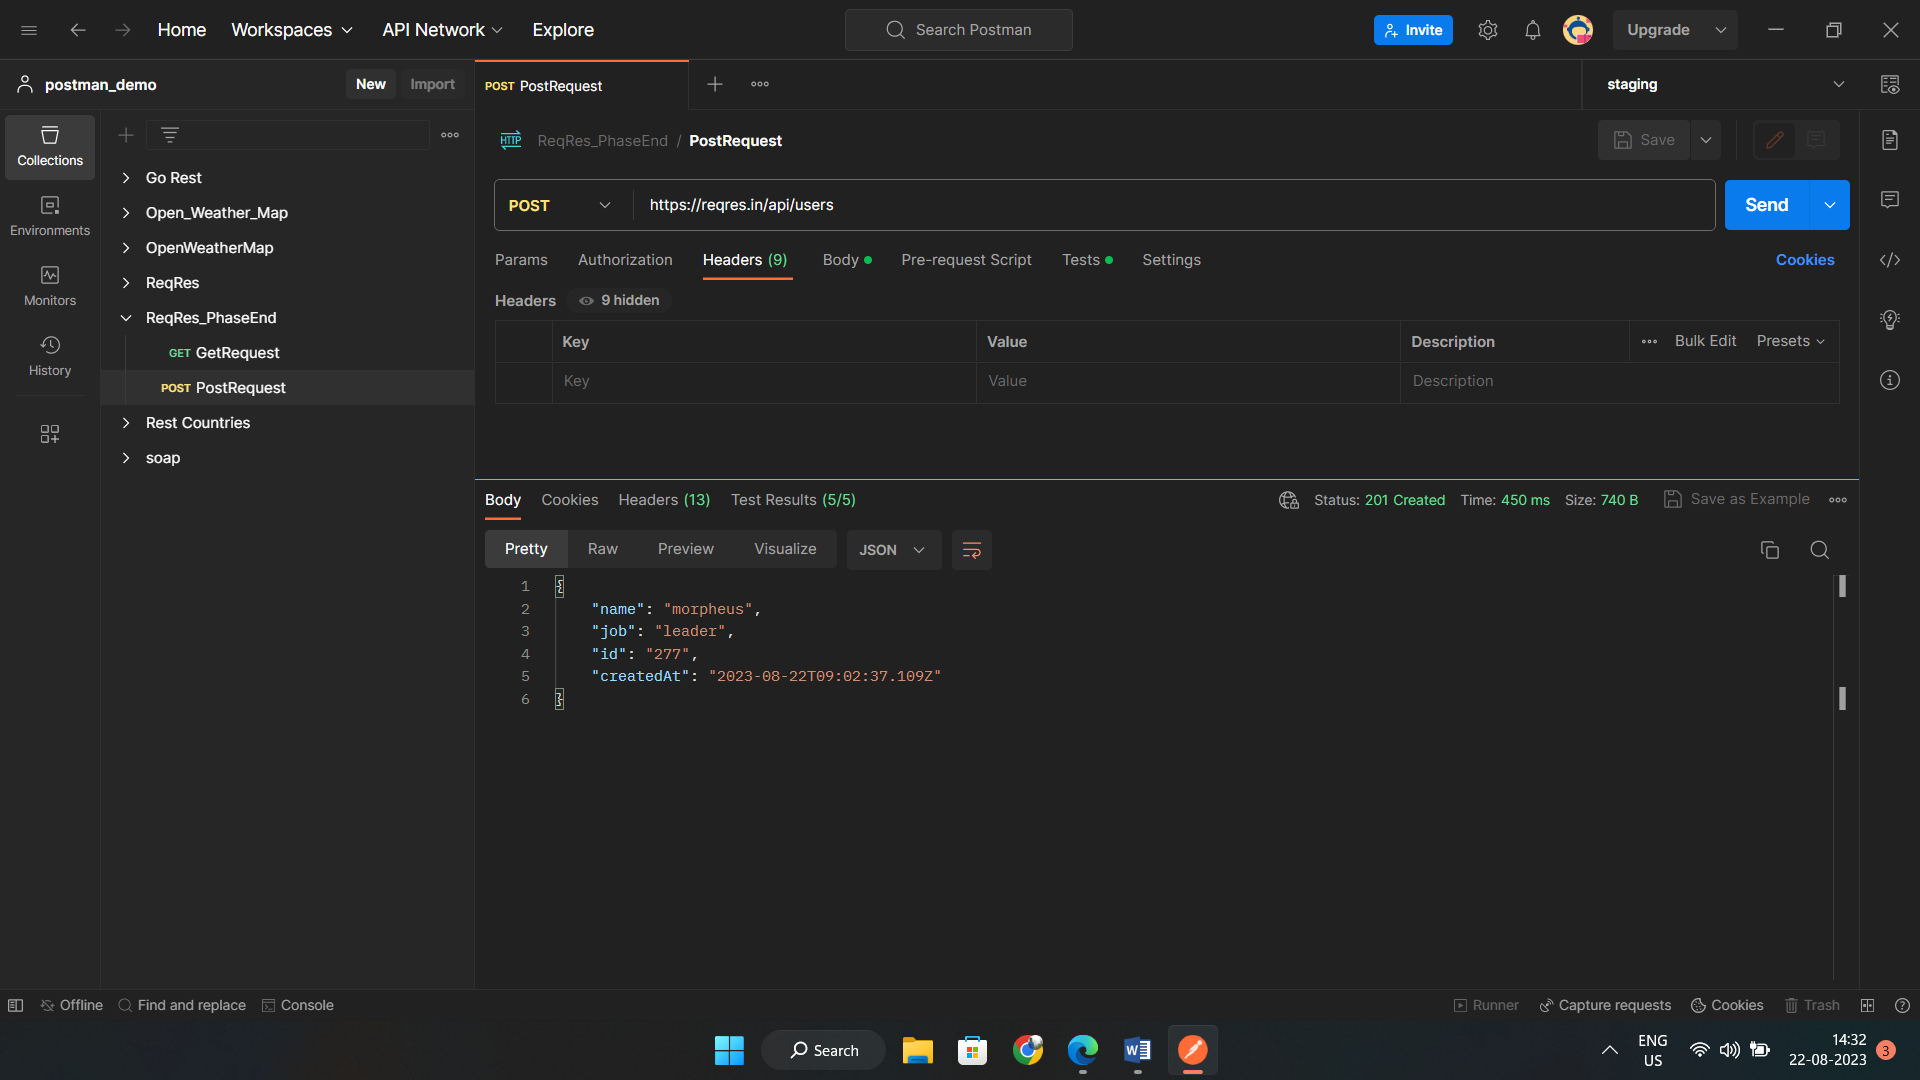 Home Workspaces API Network Explore Search Postman Invite Upgrade
postman_demo New Import POST PostRequest staging
Collections
Environments
Monitors
History
Go Rest
Open_Weather_Map
OpenWeatherMap
ReqRes
ReqRes_PhaseEnd
GET GetRequest
POST PostRequest
Rest Countries
soap
HTTP ReqRes_PhaseEnd / PostRequest Save
POST https://reqres.in/api/users Send
Params Authorization Headers (9) Body Pre-request Script Tests Settings Cookies
Headers 9 hidden
Key Value Description Bulk Edit Presets
Key Value Description
Body Cookies Headers (13) Test Results (5/5) Status: 201 Created Time: 450 ms Size: 740 B Save as Example
Pretty Raw Preview Visualize JSON
1 {
2 "name": "morpheus",
3 "job": "leader",
4 "id": "277",
5 "createdAt": "2023-08-22T09:02:37.109Z"
6 }
Offline Find and replace Console Runner Capture requests Cookies Trash
Search
ENG
US
14:32
22-08-2023
3